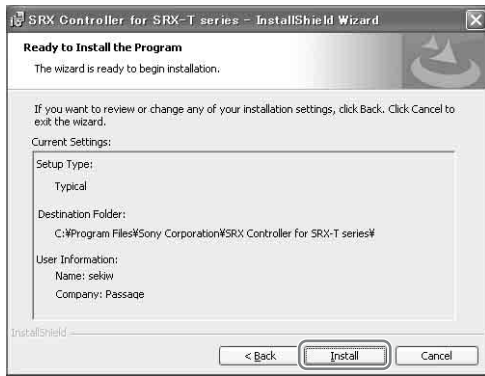 SRX Controller for SRX-T series - InstallShield Wizard
Ready to Install the Program
The wizard is ready to begin installation.
If you want to review or change any of your installation settings, click Back. Click Cancel to
exit the wizard.
Current Settings:
Setup Type:
Typical
Destination Folder:
C:¥Program Files¥Sony Corporation¥SRX Controller for SRX-T series¥
User Information:
Name: sekiw
Company: Passage
InstallShield
< Back
Install
Cancel